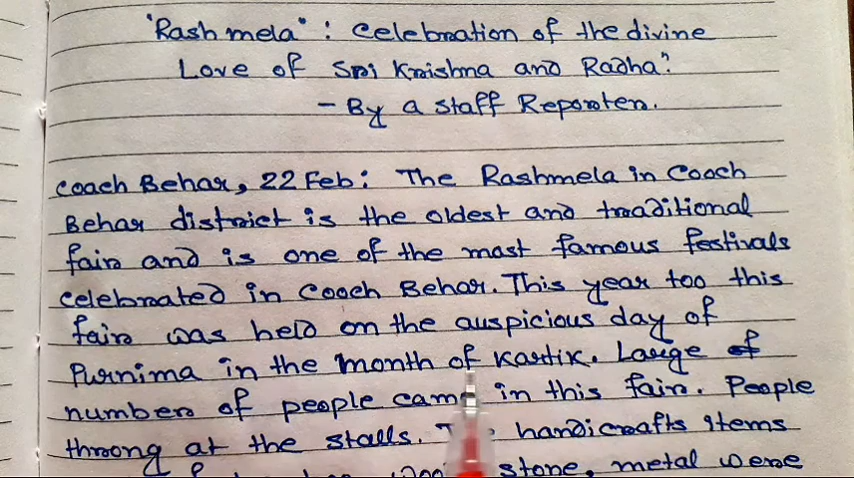 "Rash mela" : Celebration of the divine
Love of Sri Krishna and Radha"
- By a staff Reporter.
Coach Behar, 22 Feb: The Rashmela in Cooch
Behar district is the oldest and traditional
fair and is one of the most famous festivals
celebrated in Cooch Behar. This year too this
fair was held on the auspicious day of
Purnima in the month of Kartik. Large of
number of people came in this fair. People
throng at the stalls. handicrafts items
stone, metal were